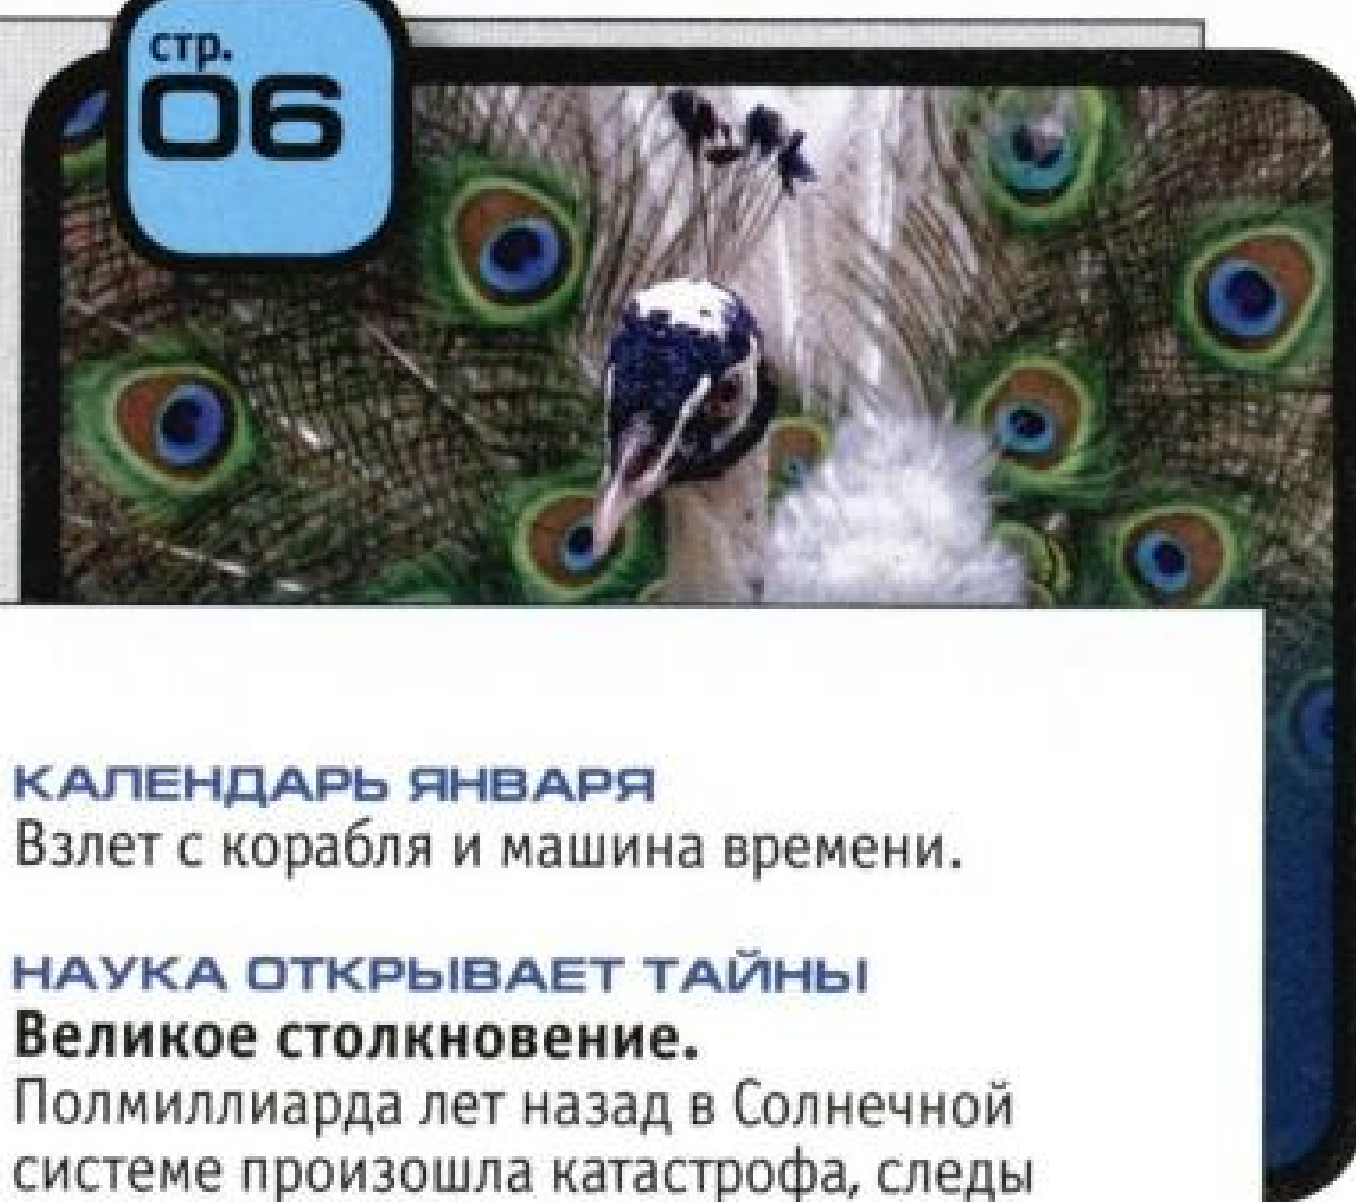 стр.
06
КАЛЕНДАРЬ ЯНВАРЯ
Взлет с корабля и машина времени.
НАУКА ОТКРЫВАЕТ ТАЙНЫ
Великое столкновение.
Полмиллиарда лет назад в Солнечной
системе произошла катастрофа, следы